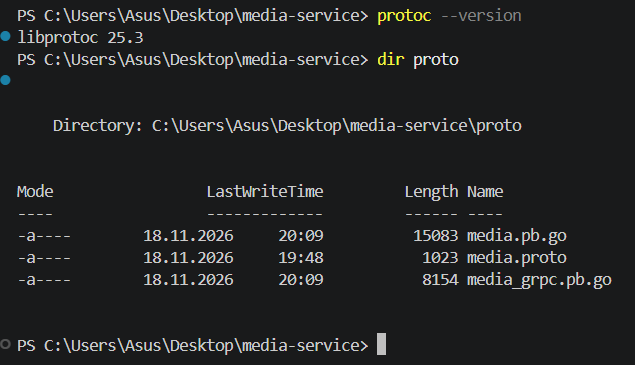 PS C:\Users\Asus\Desktop\media-service> protoc --version
libprotoc 25.3
PS C:\Users\Asus\Desktop\media-service> dir proto
Directory: C:\Users\Asus\Desktop\media-service\proto
Mode LastWriteTime Length Name
---- ------------- ------ ----
-a---- 18.11.2026 20:09 15083 media.pb.go
-a---- 18.11.2026 19:48 1023 media.proto
-a---- 18.11.2026 20:09 8154 media_grpc.pb.go
PS C:\Users\Asus\Desktop\media-service>